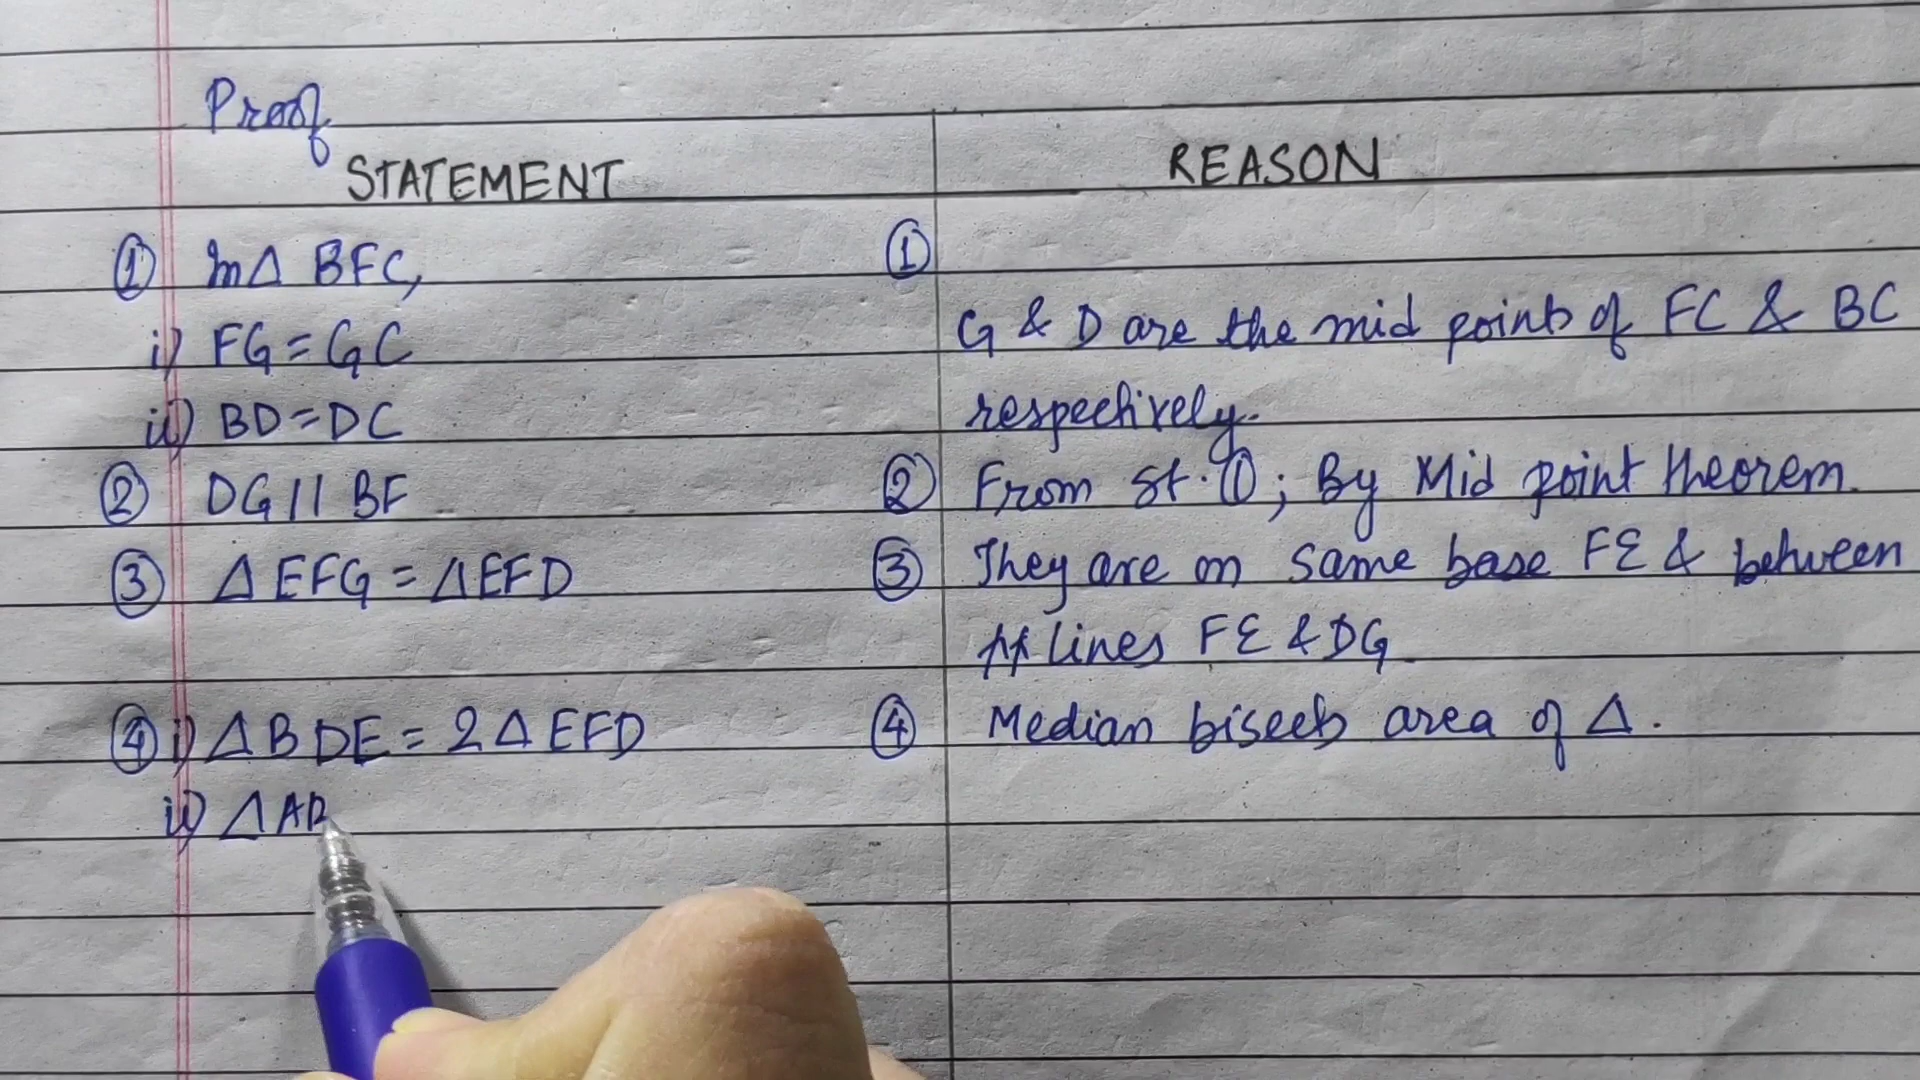 Proof
STATEMENT
REASON
① In Δ BFC,
①
i) FG = GC
G & D are the mid points of FC & BC
ii) BD = DC
respectively.
② DG || BF
② From st. ①; By Mid point theorem.
③ Δ EFG = Δ EFD
③ They are on same base FE & between
lines FE & DG
④ i) Δ BDE = 2 Δ EFD
④ Median bisects area of Δ.
ii) Δ AB